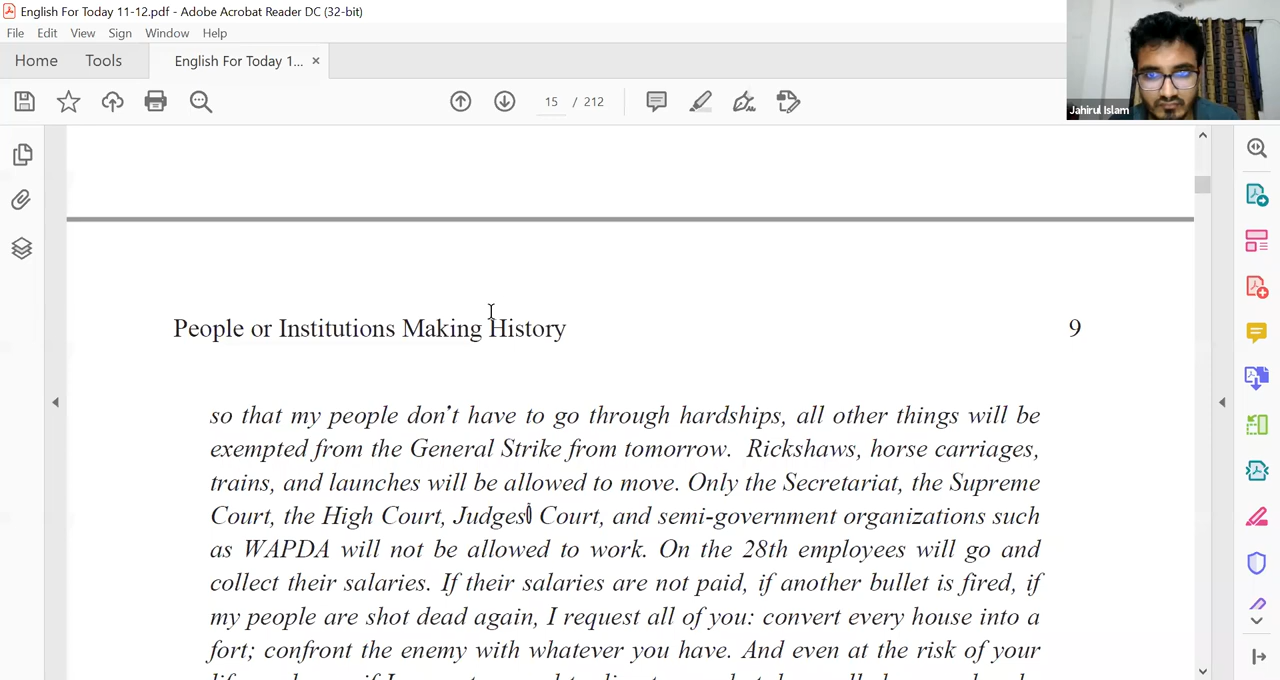 English For Today 11-12.pdf - Adobe Acrobat Reader DC (32-bit)
File Edit View Sign Window Help
Home Tools English For Today 1... ×
15 / 212
Jahirul Islam
People or Institutions Making History 9
so that my people don't have to go through hardships, all other things will be
exempted from the General Strike from tomorrow. Rickshaws, horse carriages,
trains, and launches will be allowed to move. Only the Secretariat, the Supreme
Court, the High Court, Judges Court, and semi-government organizations such
as WAPDA will not be allowed to work. On the 28th employees will go and
collect their salaries. If their salaries are not paid, if another bullet is fired, if
my people are shot dead again, I request all of you: convert every house into a
fort; confront the enemy with whatever you have. And even at the risk of your